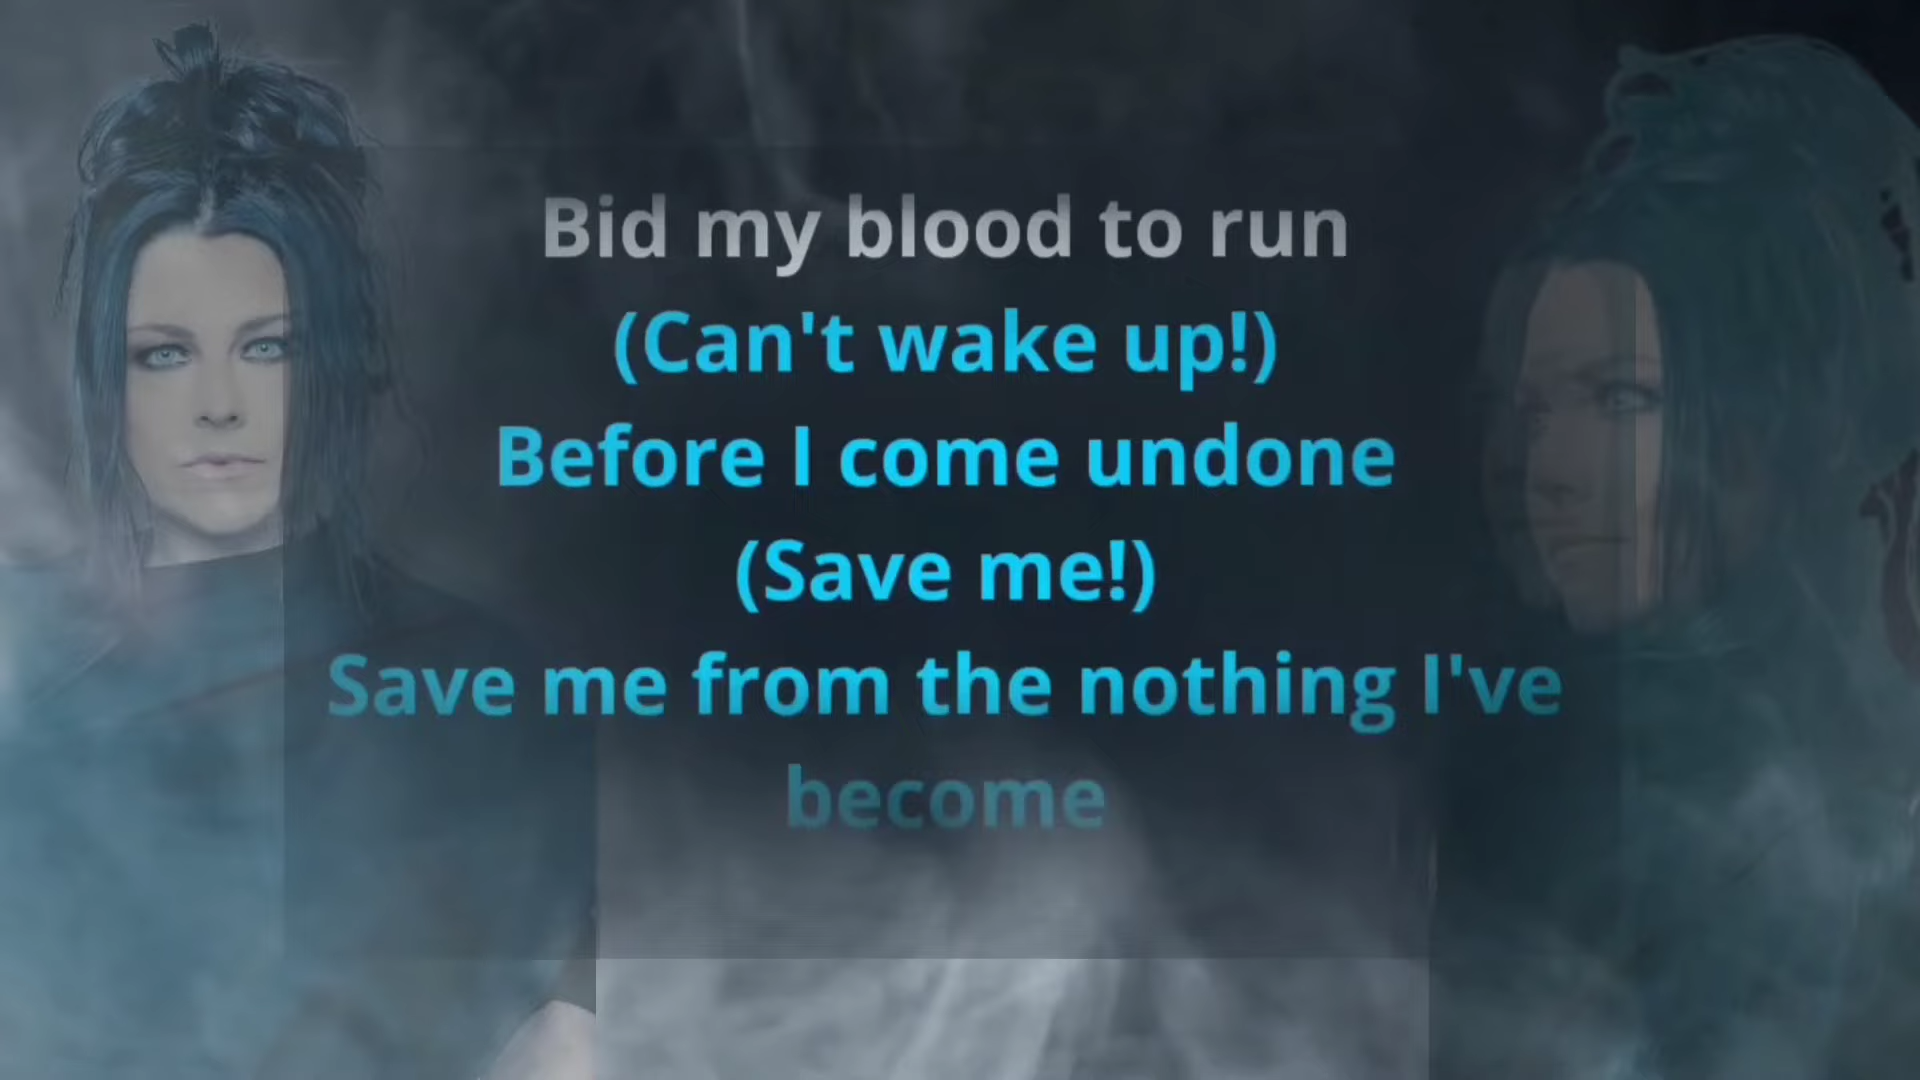 Bid my blood to run
(Can't wake up!)
Before I come undone
(Save me!)
Save me from the nothing I've
become